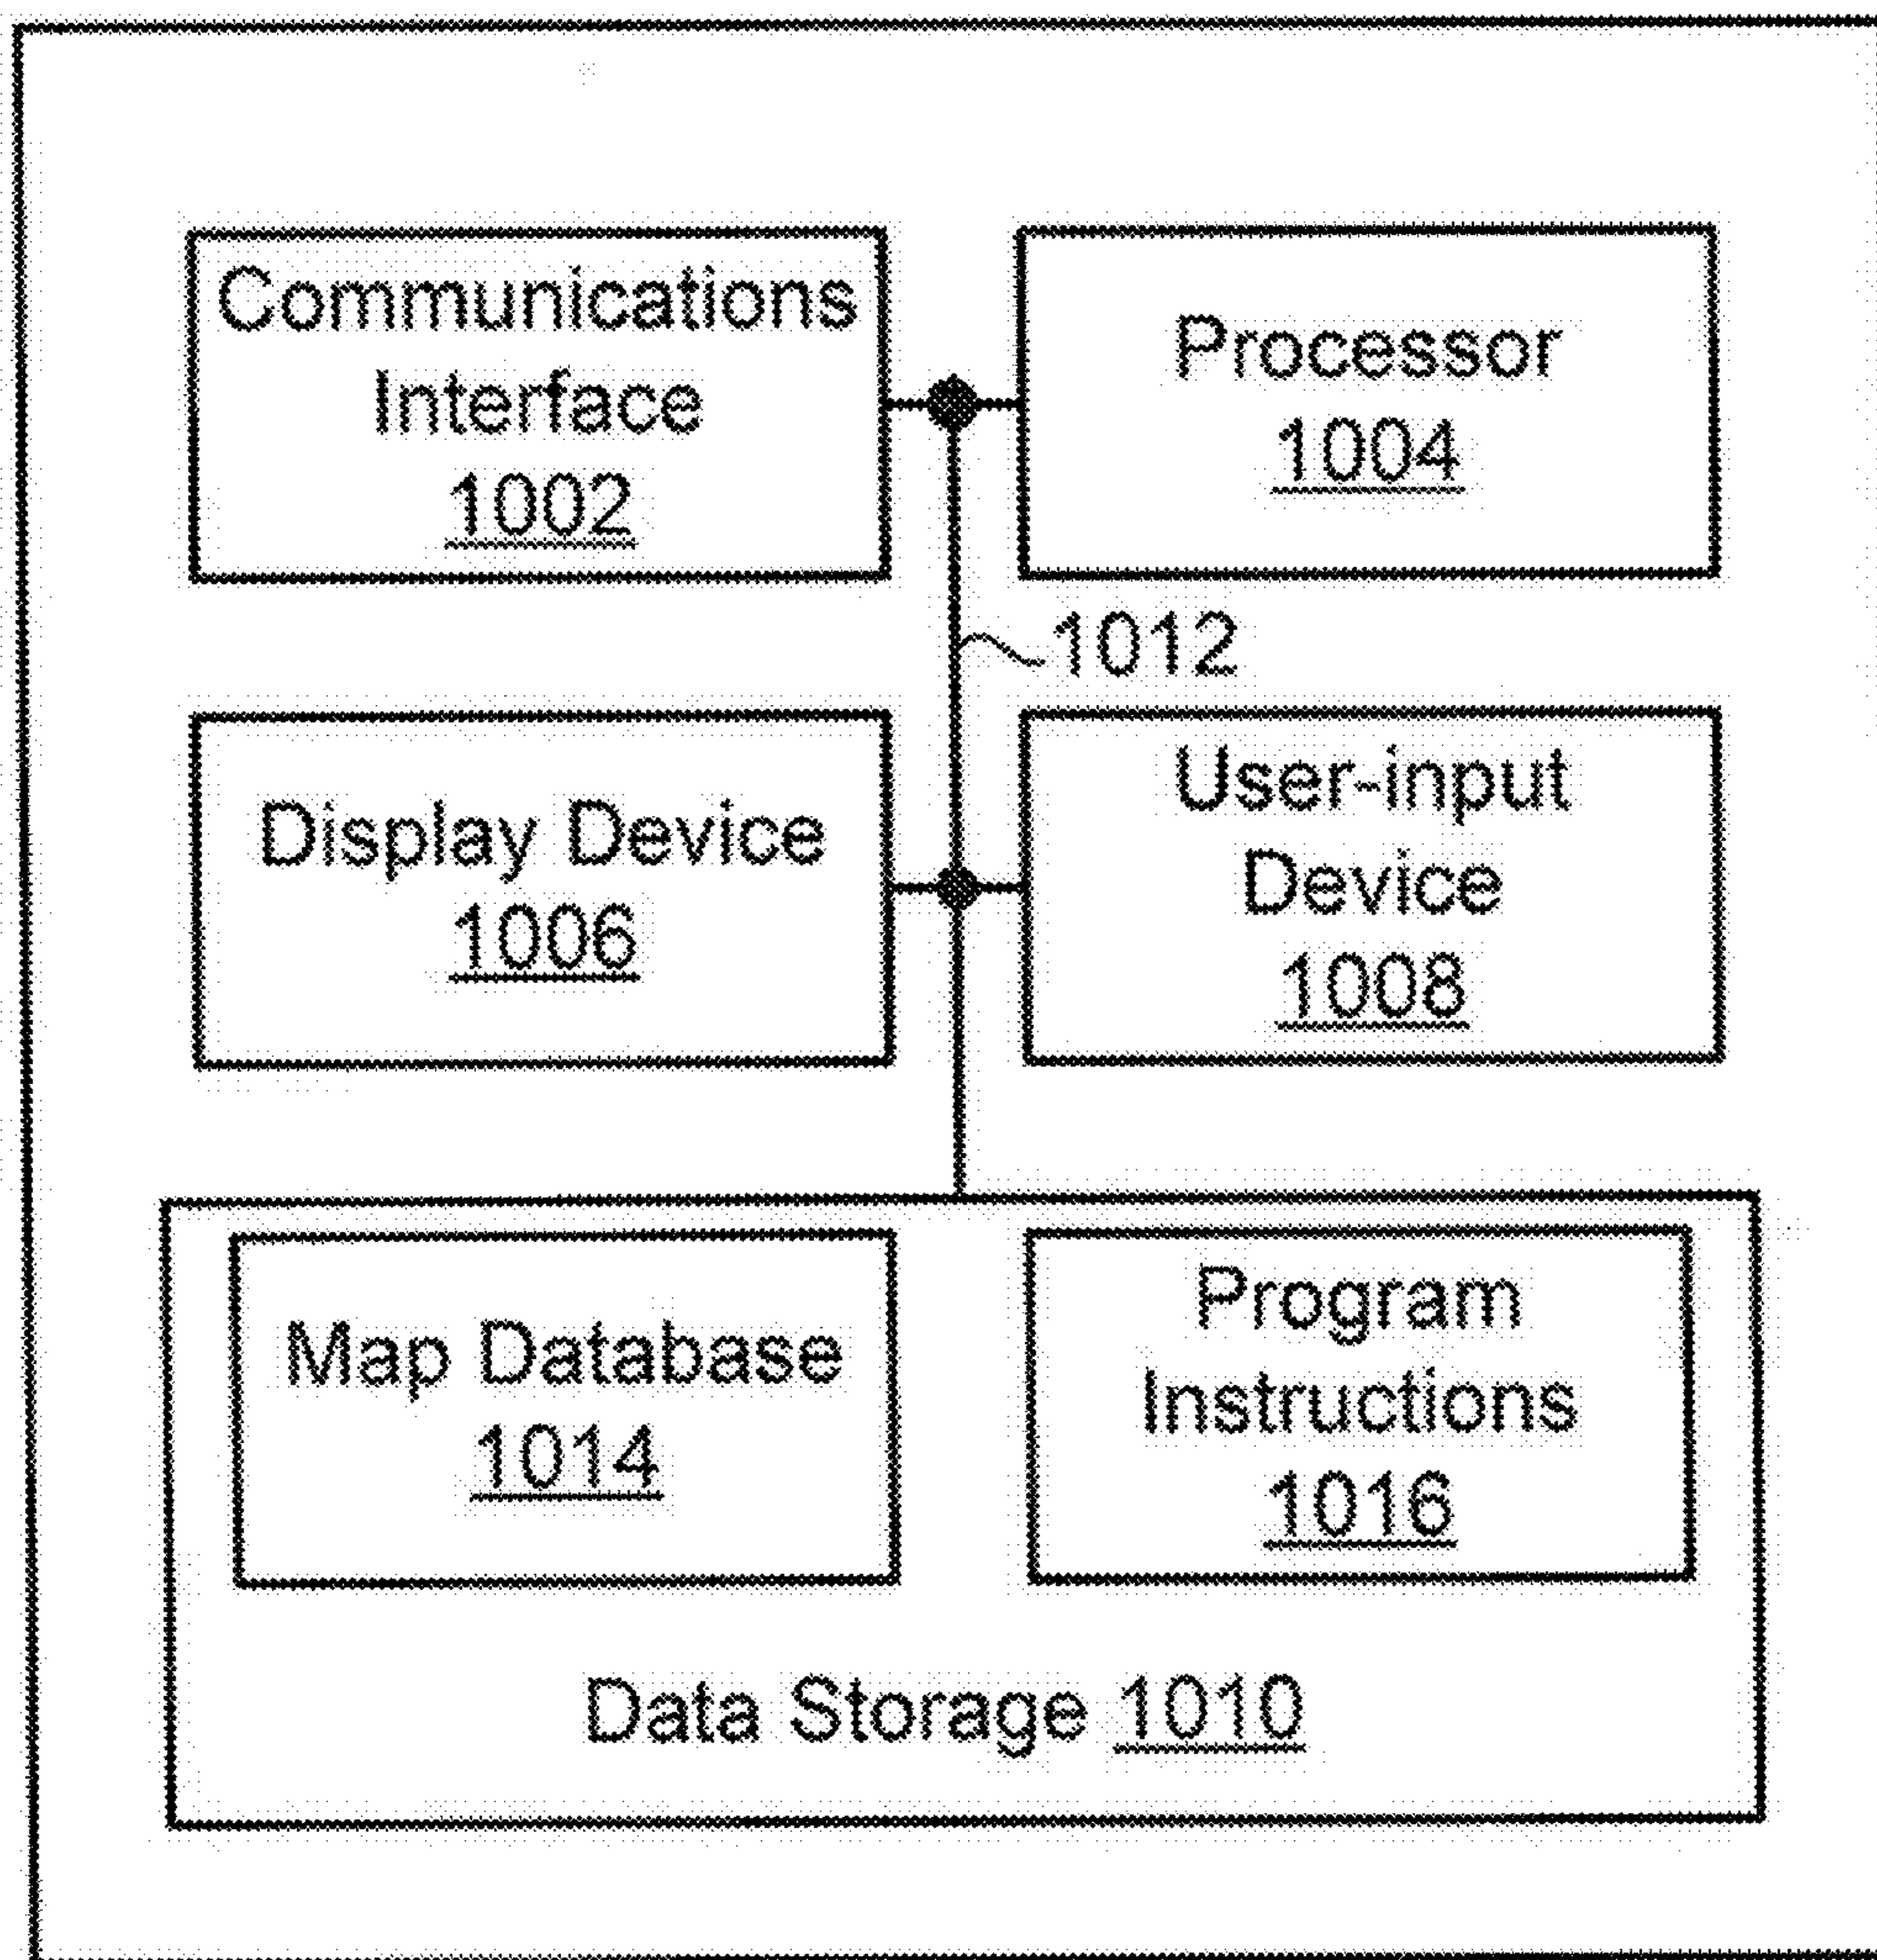 Communications
Interface
1002
Processor
1004
1012
Display Device
1006
User-input
Device
1008
Map Database
1014
Program
Instructions
1016
Data Storage 1010